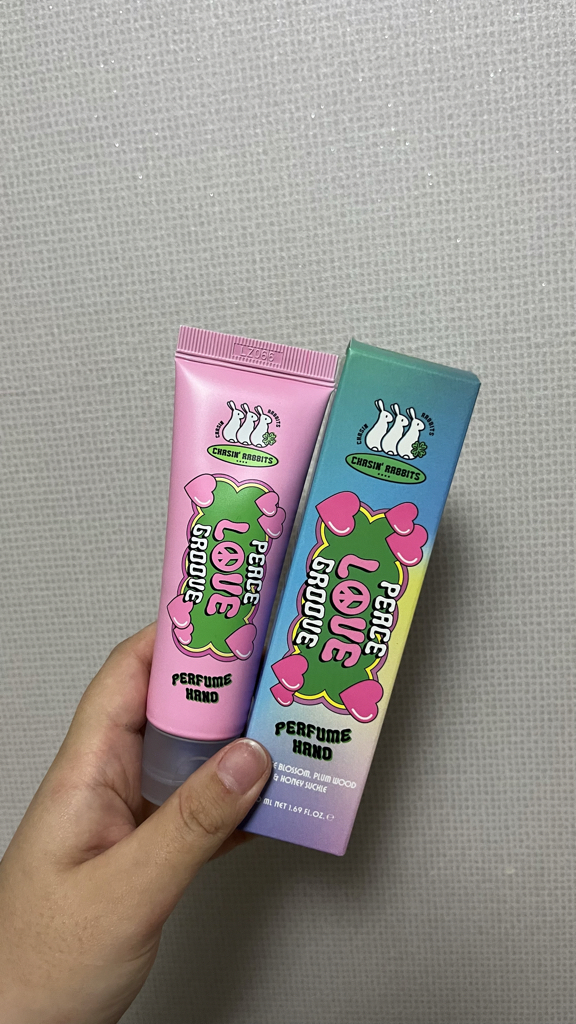 LZ066
CHASIN' RABBITS
CHASIN' RABBITS
PEACE
LOVE
GROOVE
PERFUME
HAND
CHASIN' RABBITS
CHASIN' RABBITS
PEACE
LOVE
GROOVE
PERFUME
HAND
BLOSSOM, PLUM WOOD
& HONEY SUCKLE
ML NET 1.69 FL.OZ. ℮